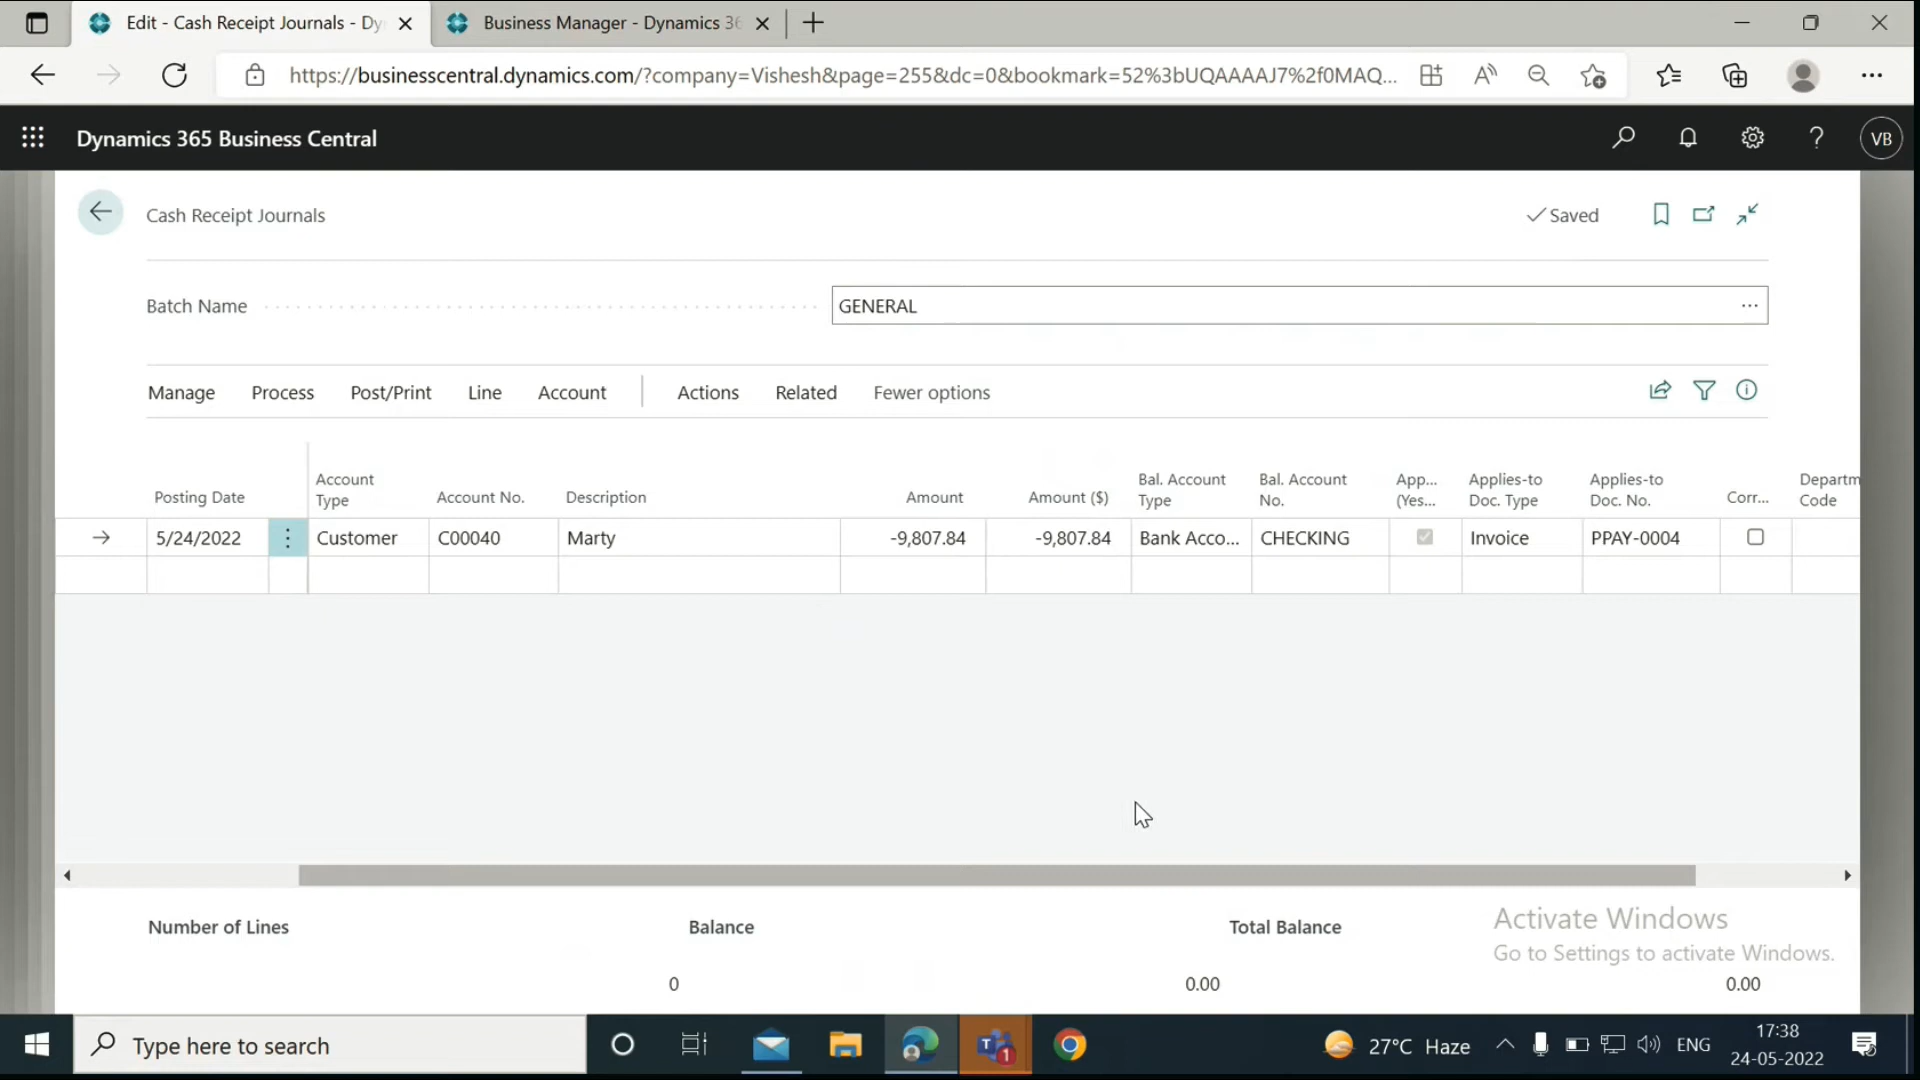 Edit - Cash Receipt Journals - Dy
Business Manager - Dynamics 36
https://businesscentral.dynamics.com/?company=Vishesh&page=255&dc=0&bookmark=52%3bUQAAAAJ7%2f0MAQ...
Dynamics 365 Business Central
VB
Cash Receipt Journals
Saved
Batch Name
GENERAL
Manage Process Post/Print Line Account Actions Related Fewer options
Posting Date Account Type Account No. Description Amount Amount ($) Bal. Account Type Bal. Account No. App... (Yes... Applies-to Doc. Type Applies-to Doc. No. Corr... Departm Code
5/24/2022 Customer C00040 Marty -9,807.84 -9,807.84 Bank Acco... CHECKING Invoice PPAY-0004
Number of Lines Balance Total Balance
Activate Windows
Go to Settings to activate Windows.
0 0.00 0.00
Type here to search
1
27°C Haze
ENG
17:38
24-05-2022